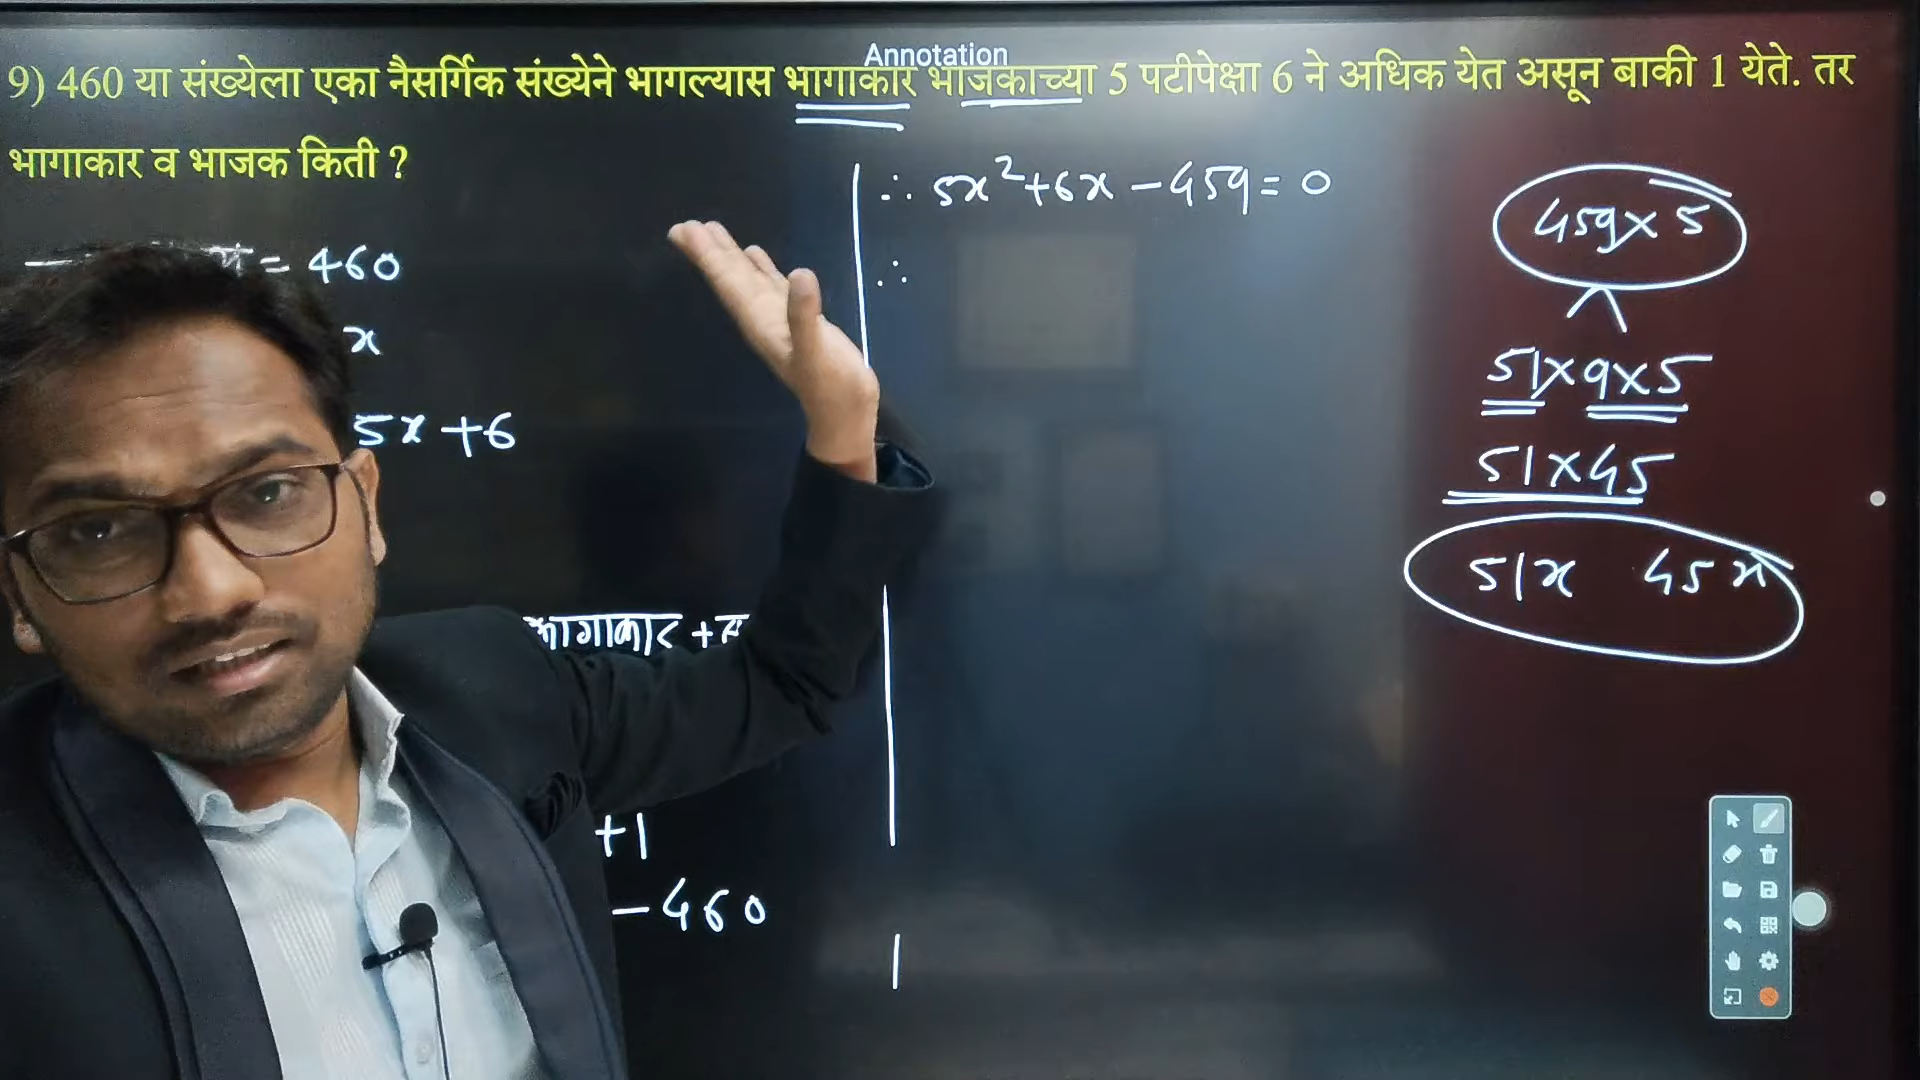 Annotation
9) 460 या संख्येला एका नैसर्गिक संख्येने भागल्यास भागाकार भाजकाच्या 5 पटीपेक्षा 6 ने अधिक येत असून बाकी 1 येते. तर
भागाकार व भाजक किती ?
= 460
x
5x + 6
भागाकार +
+1
- 460
∴ 5x² + 6x - 459 = 0
∴
459 x 5
51 x 9 x 5
51 x 45
51x 45x